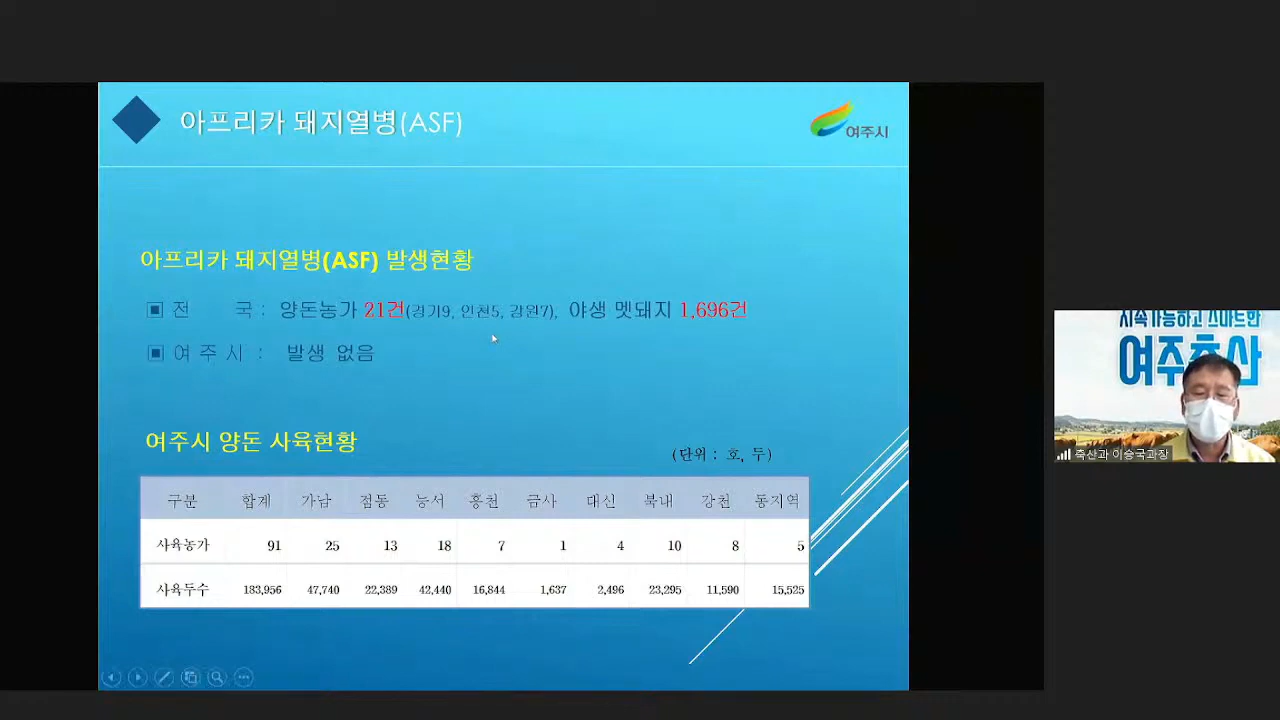 아프리카 돼지열병(ASF)
여주시
아프리카 돼지열병(ASF) 발생현황
▣ 전 국 : 양돈농가 21건(경기9, 인천5, 강원7), 야생 멧돼지 1,696건
▣ 여 주 시 : 발생 없음
여주시 양돈 사육현황
(단위 : 호, 두)
구분 합계 가남 점동 능서 흥천 금사 대신 북내 강천 동지역
사육농가 91 25 13 18 7 1 4 10 8 5
사육두수 183,956 47,740 22,389 42,440 16,844 1,637 2,496 23,295 11,590 15,525
지속가능하고 스마트한
여주축산
축산과 이승국과장